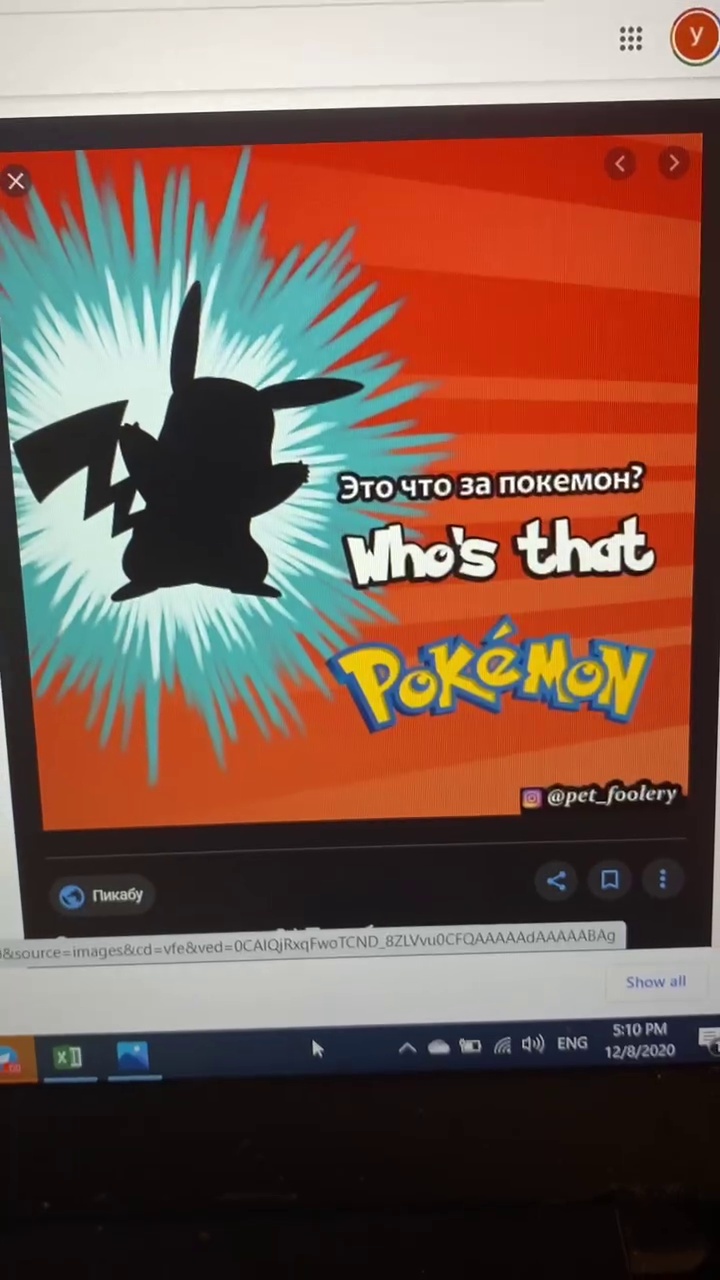 У
Это что за покемон?
Who's that
POKéMON
@pet_foolery
Пикабу
&source=images&cd=vfe&ved=0CAIQjRxqFwoTCND_8ZLVvu0CFQAAAAAdAAAAABAg
Show all
5:10 PM
ENG
12/8/2020